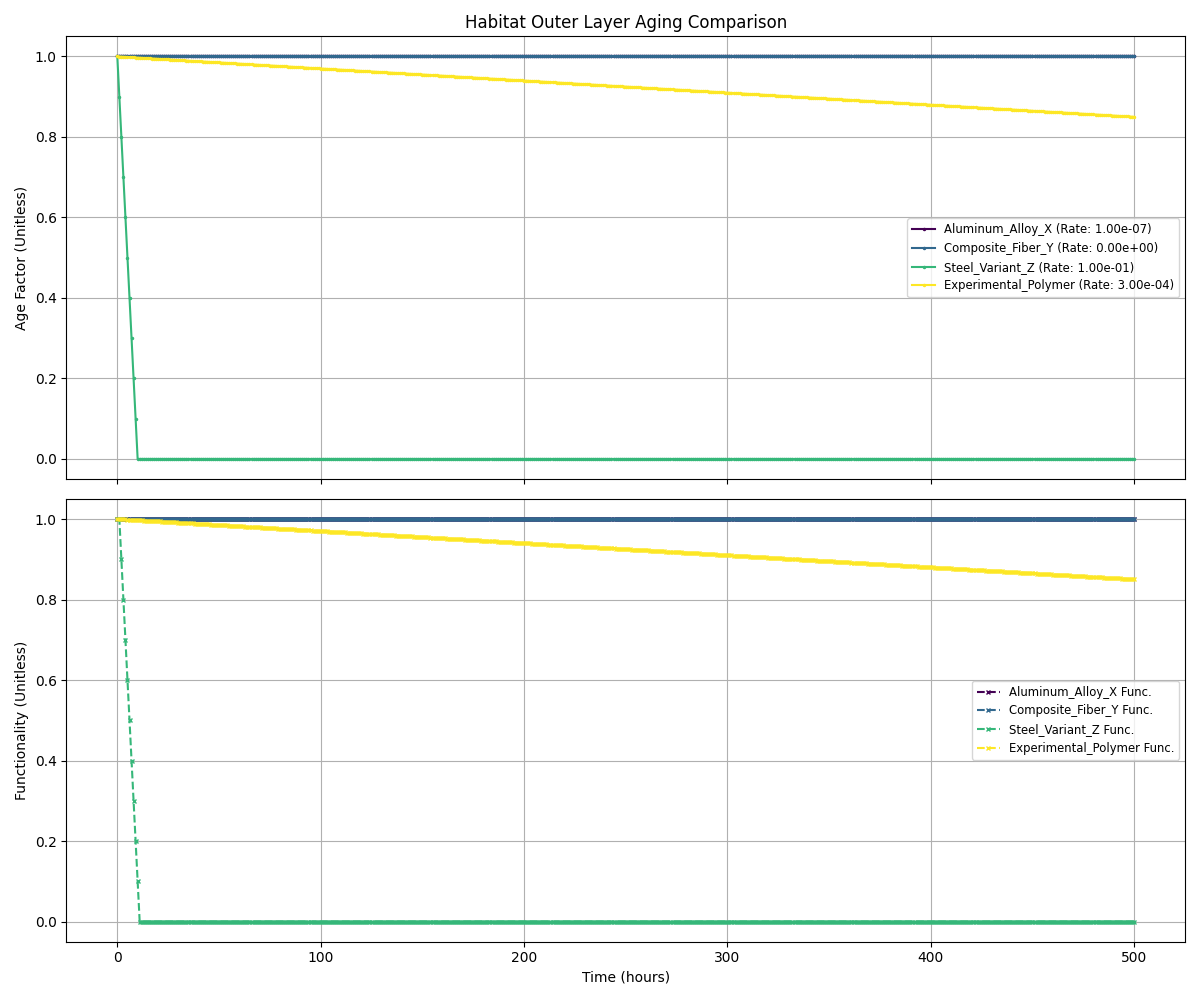 Habitat Outer Layer Aging Comparison
1.0
0.8
0.6
0.4
0.2
0.0
Age Factor (Unitless)
Aluminum_Alloy_X (Rate: 1.00e-07)
Composite_Fiber_Y (Rate: 0.00e+00)
Steel_Variant_Z (Rate: 1.00e-01)
Experimental_Polymer (Rate: 3.00e-04)
1.0
0.8
0.6
0.4
0.2
0.0
Functionality (Unitless)
Aluminum_Alloy_X Func.
Composite_Fiber_Y Func.
Steel_Variant_Z Func.
Experimental_Polymer Func.
0 100 200 300 400 500
Time (hours)